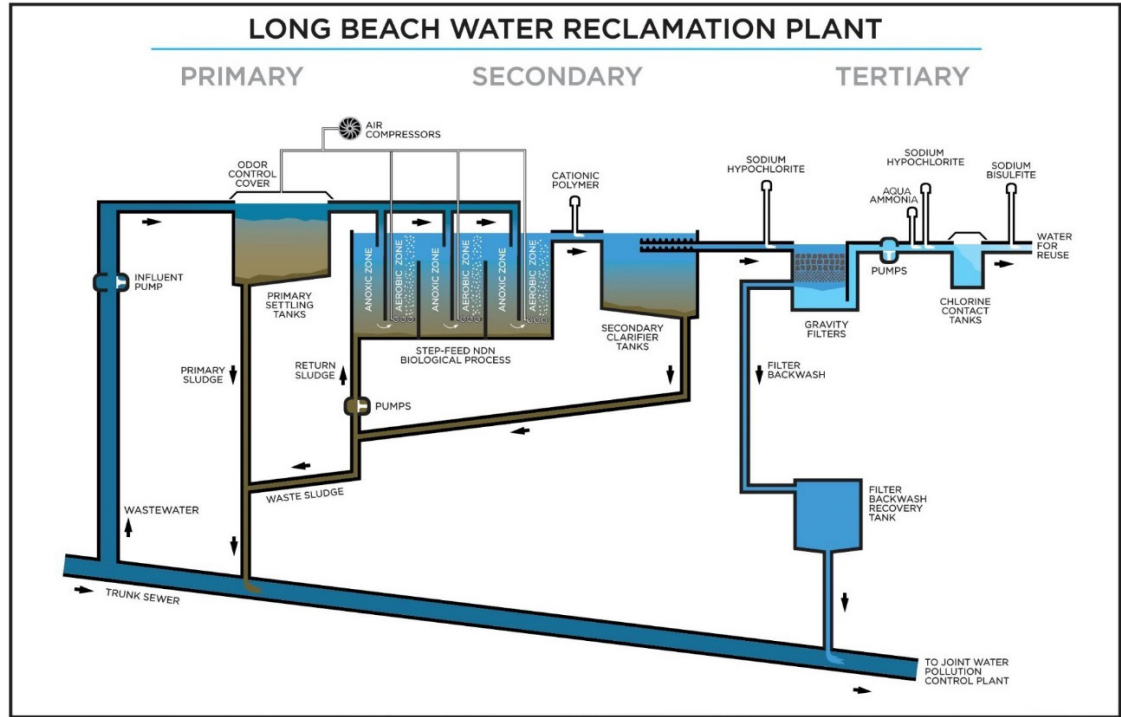 LONG BEACH WATER RECLAMATION PLANT
PRIMARY
SECONDARY
TERTIARY
AIR
COMPRESSORS
ODOR
CONTROL
COVER
CATIONIC
POLYMER
SODIUM
HYPOCHLORITE
SODIUM
HYPOCHLORITE
AQUA
AMMONIA
SODIUM
BISULFITE
WATER
FOR
REUSE
INFLUENT
PUMP
PRIMARY
SETTLING
TANKS
ANOXIC ZONE
AEROBIC ZONE
ANOXIC ZONE
AEROBIC ZONE
ANOXIC ZONE
AEROBIC ZONE
STEP-FEED NDN
BIOLOGICAL PROCESS
SECONDARY
CLARIFIER
TANKS
GRAVITY
FILTERS
PUMPS
CHLORINE
CONTACT
TANKS
PRIMARY
SLUDGE
RETURN
SLUDGE
PUMPS
FILTER
BACKWASH
WASTE SLUDGE
WASTEWATER
FILTER
BACKWASH
RECOVERY
TANK
TRUNK SEWER
TO JOINT WATER
POLLUTION
CONTROL PLANT